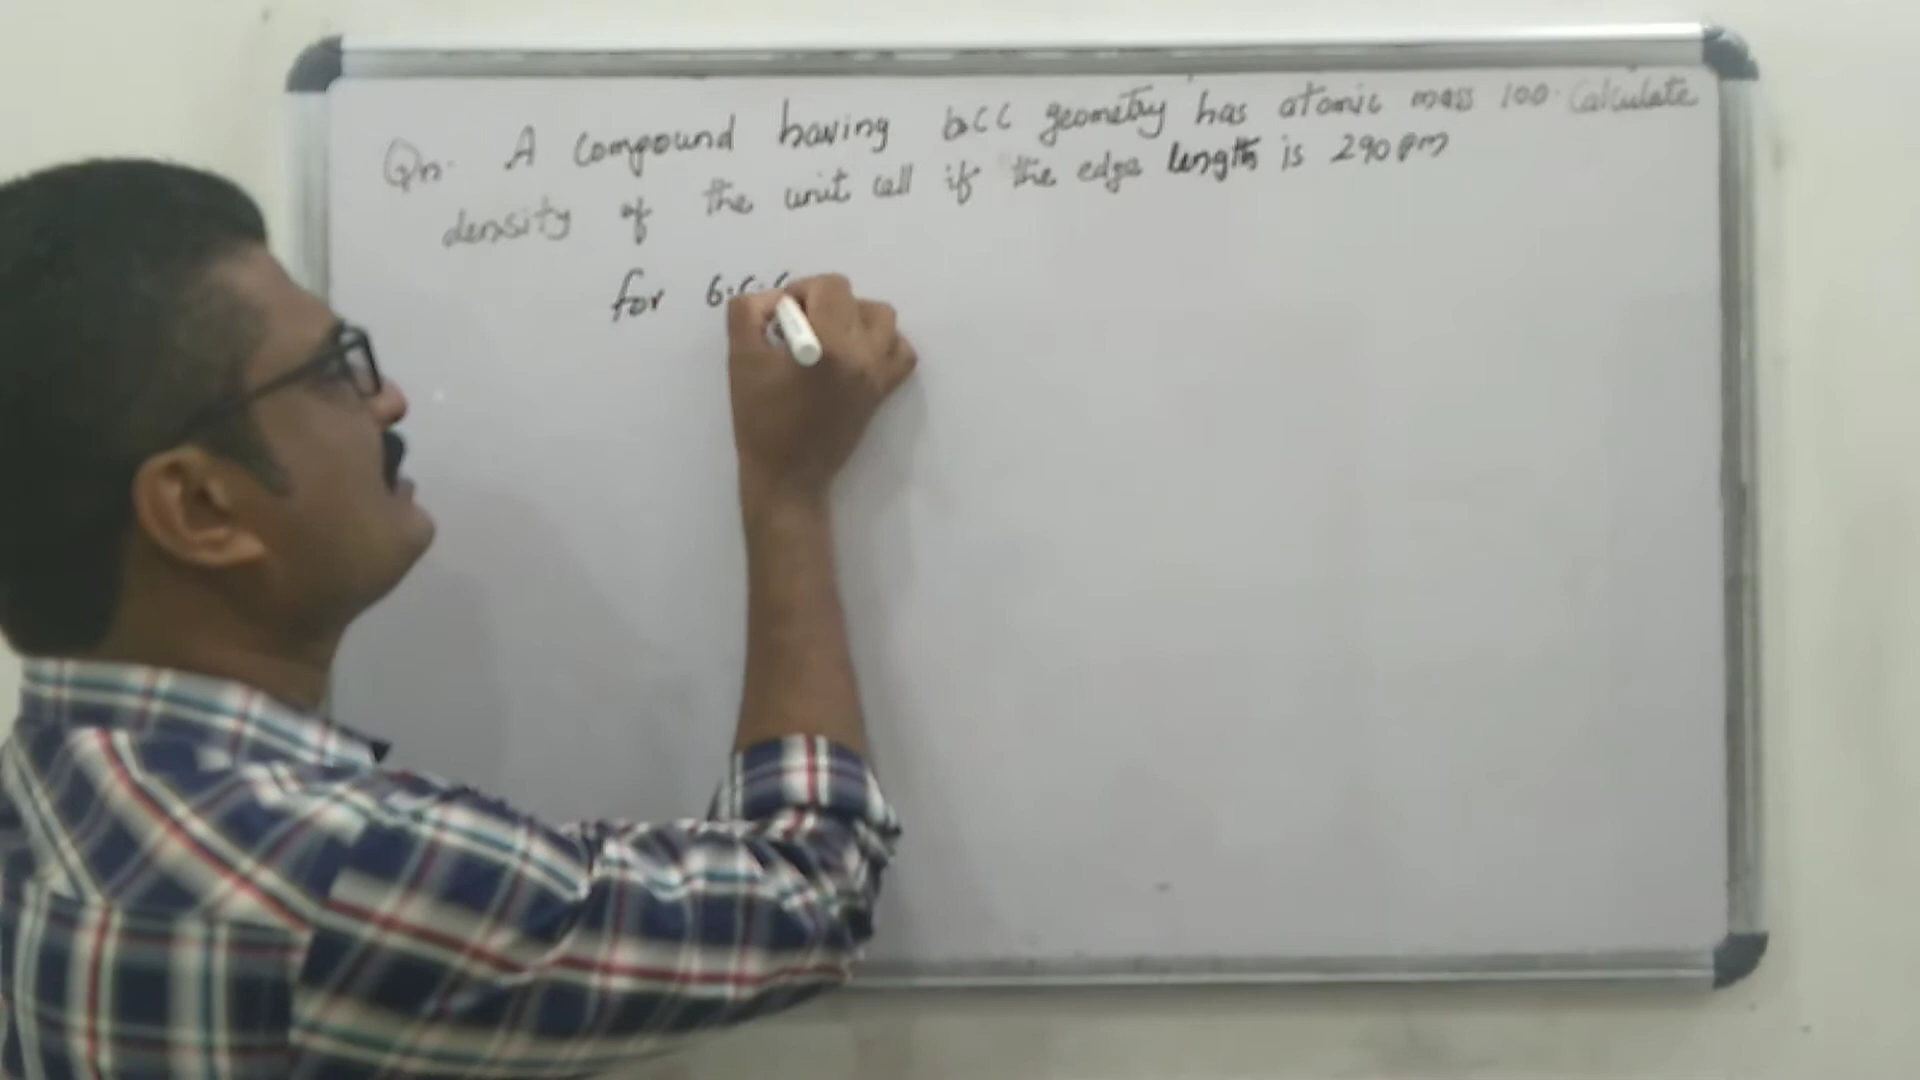 Qn. A compound having bCC geometry has atomic mass 100. Calculate
density of the unit cell if the edge length is 290 pm
for b.c.c